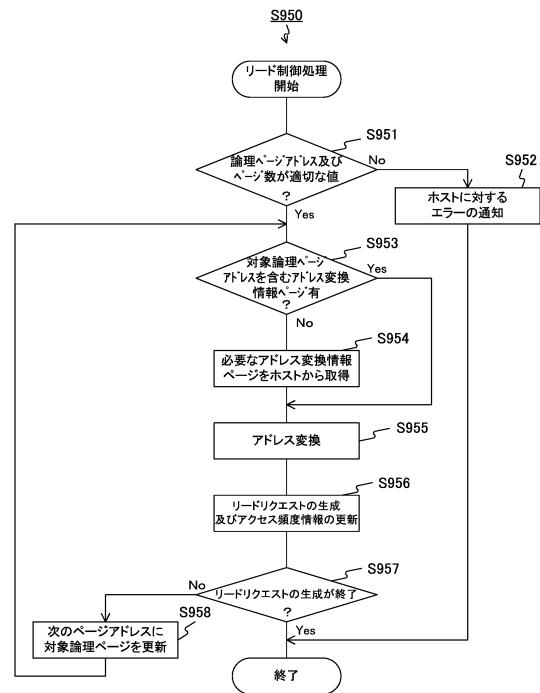 S950
リード制御処理
開始
S951
論理ページアドレス及び
ページ数が適切な値
?
No
Yes
S952
ホストに対する
エラーの通知
S953
対象論理ページ
アドレスを含むアドレス変換
情報ページ有
?
Yes
No
S954
必要なアドレス変換情報
ページをホストから取得
S955
アドレス変換
S956
リードリクエストの生成
及びアクセス頻度情報の更新
S957
リードリクエストの生成が終了
?
No
Yes
S958
次のページアドレスに
対象論理ページを更新
終了